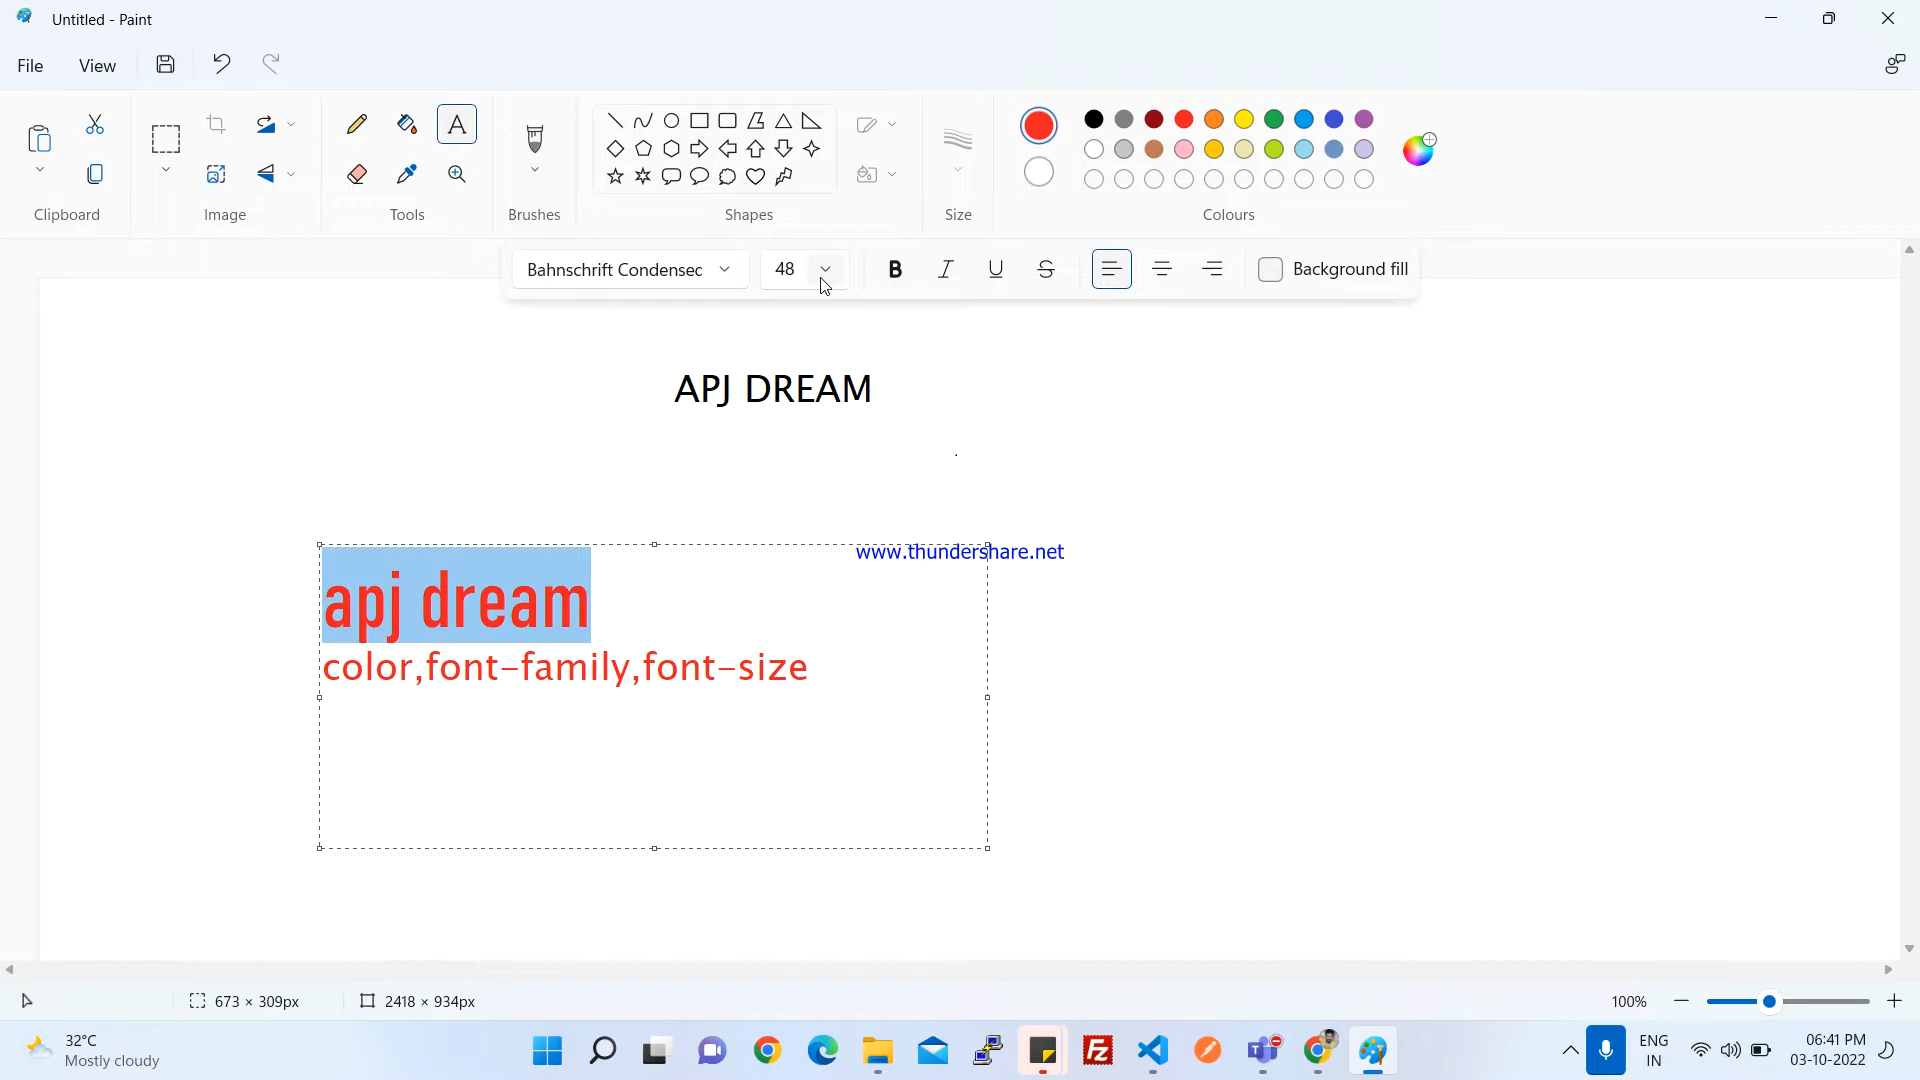 Untitled - Paint
File
View
Clipboard
Image
Tools
Brushes
Shapes
Size
Colours
Bahnschrift Condensec
48
B
I
U
S
Background fill
APJ DREAM
.
www.thundershare.net
apj dream
color,font-family,font-size
673 × 309px
2418 × 934px
100%
32°C
Mostly cloudy
ENG
IN
06:41 PM
03-10-2022